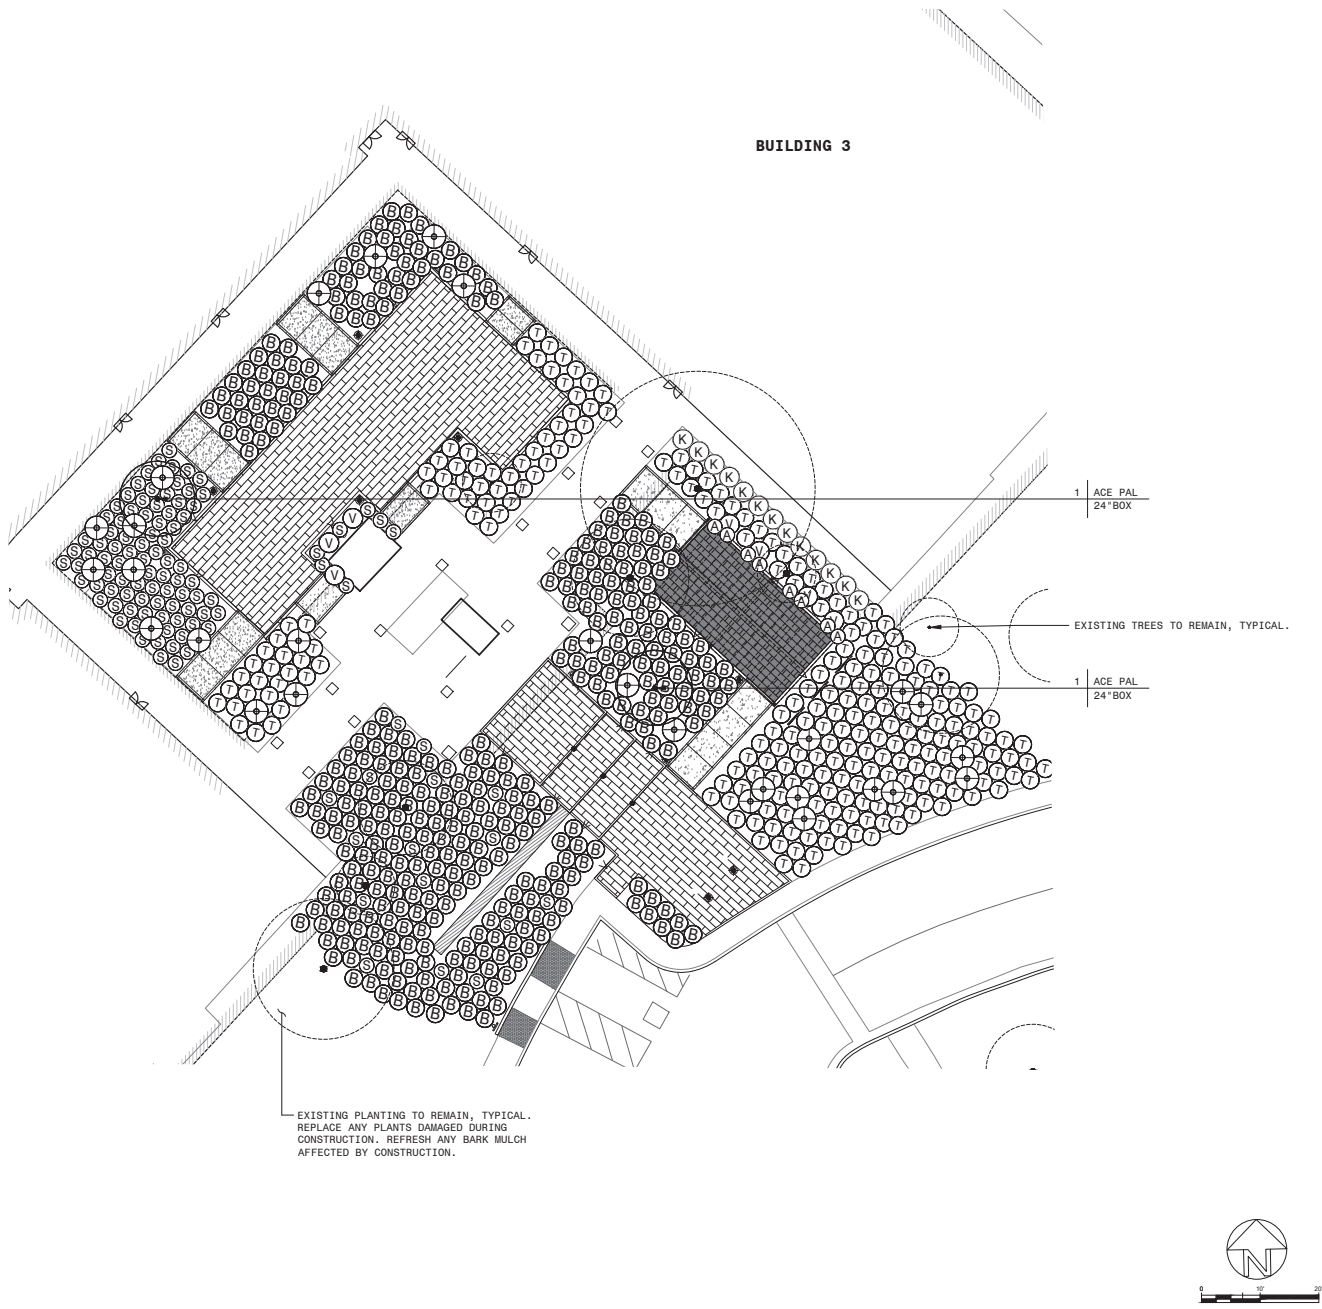 BUILDING 3
1 ACE PAL
24"BOX
EXISTING TREES TO REMAIN, TYPICAL.
1 ACE PAL
24"BOX
EXISTING PLANTING TO REMAIN, TYPICAL.
REPLACE ANY PLANTS DAMAGED DURING
CONSTRUCTION. REFRESH ANY BARK MULCH
AFFECTED BY CONSTRUCTION.
N
0 10' 20